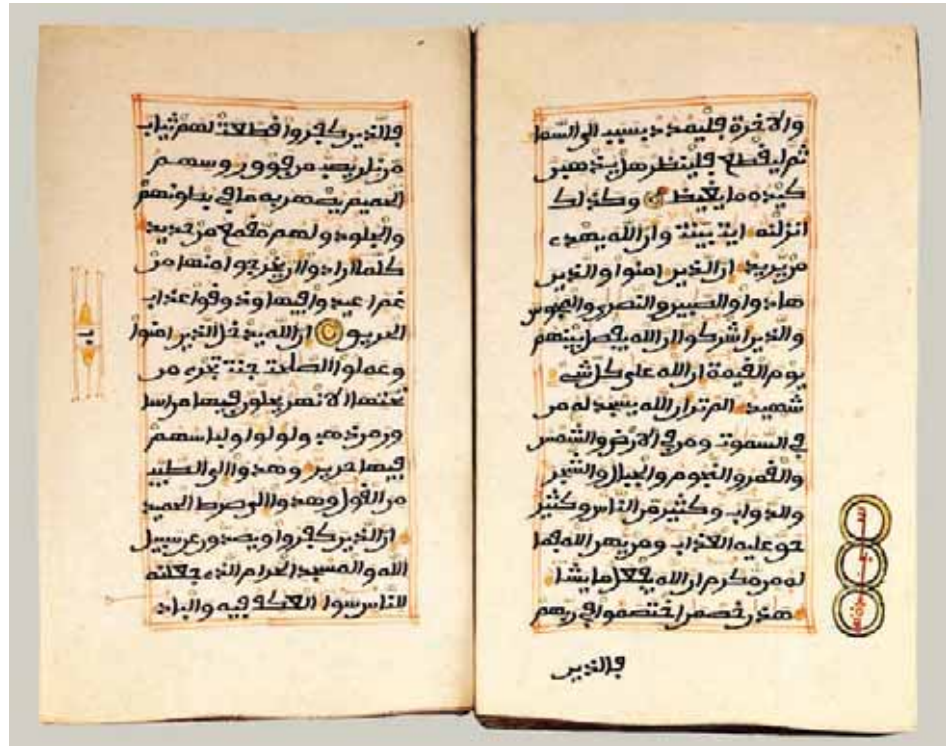 والاخرة فليمدد بسبب الى السما
ثم ليقطع فلينظر هل يذهبن
كيده ما يغيظ وكذلك
انزلنه ايت بينت وان الله يهدي
من يريد ان الذين امنوا والذين
هادوا والصبين والنصرى والمجوس
والذين اشركوا ان الله يفصل بينهم
يوم القيمة ان الله على كل شي
شهيد الم تر ان الله يسجد له من
في السموت ومن في الارض والشمس
والقمر والنجوم والجبال والشجر
والدواب وكثير من الناس وكثير
حق عليه العذاب ومن يهن الله فما
له من مكرم ان الله يفعل ما يشا
هذن خصمن اختصموا في ربهم
فالذين
فالذين كفروا قطعت لهم ثياب
من نار يصب من فوق روسهم
الحميم يصهر به ما في بطونهم
والجلود ولهم مقمع من حديد
كلما ارادوا ان يخرجوا منها من
غم اعيدوا فيها وذوقوا عذاب
الحريق ان الله يدخل الذين امنوا
وعملوا الصلحت جنت تجري من
تحتها الانهر يحلون فيها من اسا
ور من ذهب ولولوا ولباسهم
فيها حرير وهدوا الى الطيب
من القول وهدوا الى صرط الحميد
ان الذين كفروا ويصدون عن سبيل
الله والمسجد الحرام الذي جعلنه
للناس سوا العكف فيه والباد